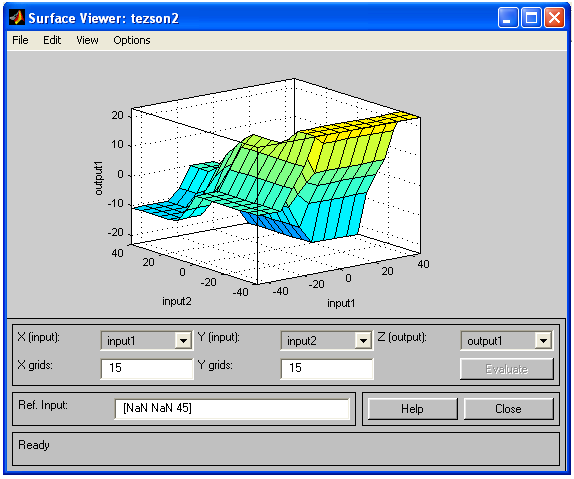 Surface Viewer: tezson2
File Edit View Options
20
10
0
-10
-20
output1
40
20
0
-20
-40
input2
-40
-20
0
20
40
input1
X (input): input1 Y (input): input2 Z (output): output1
X grids: 15 Y grids: 15 Evaluate
Ref. Input: [NaN NaN 45] Help Close
Ready